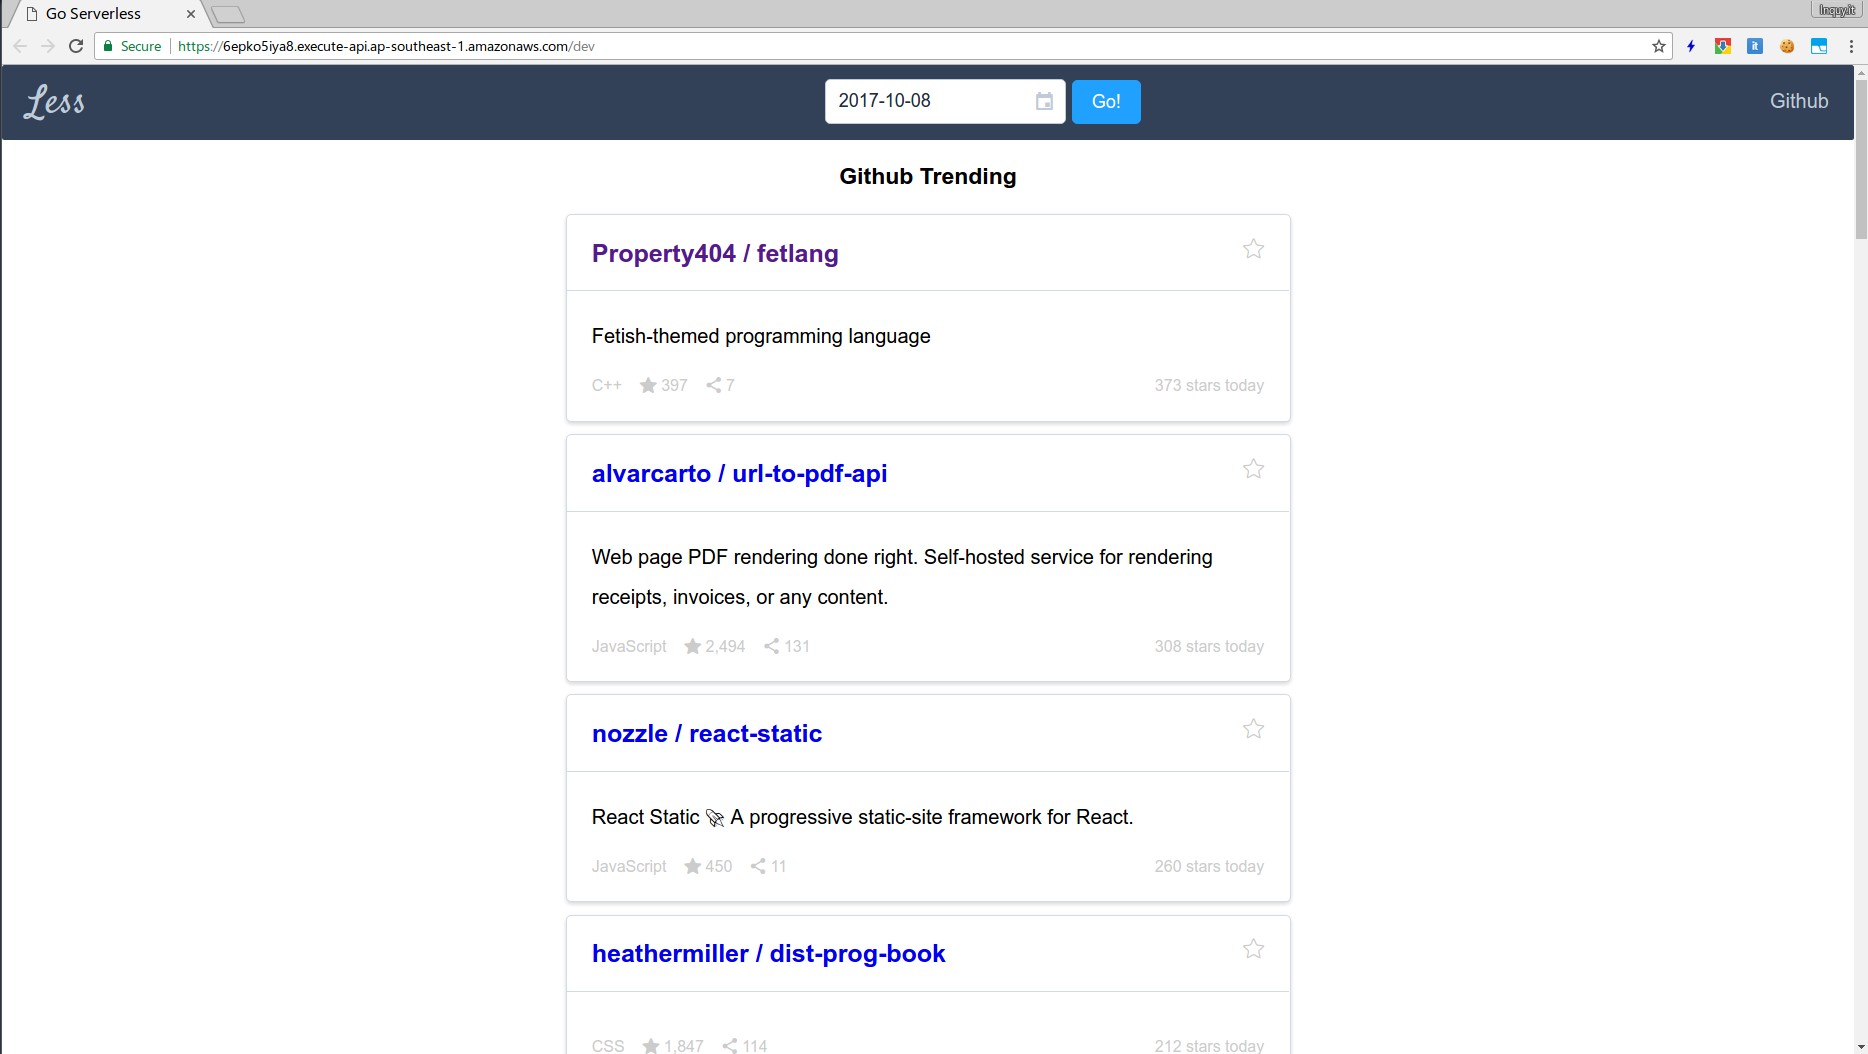 Go Serverless
Inquy.it
Secure https://6epko5iya8.execute-api.ap-southeast-1.amazonaws.com/dev
it
Less
2017-10-08
Go!
Github
Github Trending
Property404 / fetlang
Fetish-themed programming language
C++ 397 7 373 stars today
alvarcarto / url-to-pdf-api
Web page PDF rendering done right. Self-hosted service for rendering
receipts, invoices, or any content.
JavaScript 2,494 131 308 stars today
nozzle / react-static
React Static 🚀 A progressive static-site framework for React.
JavaScript 450 11 260 stars today
heathermiller / dist-prog-book
CSS 1,847 114 212 stars today